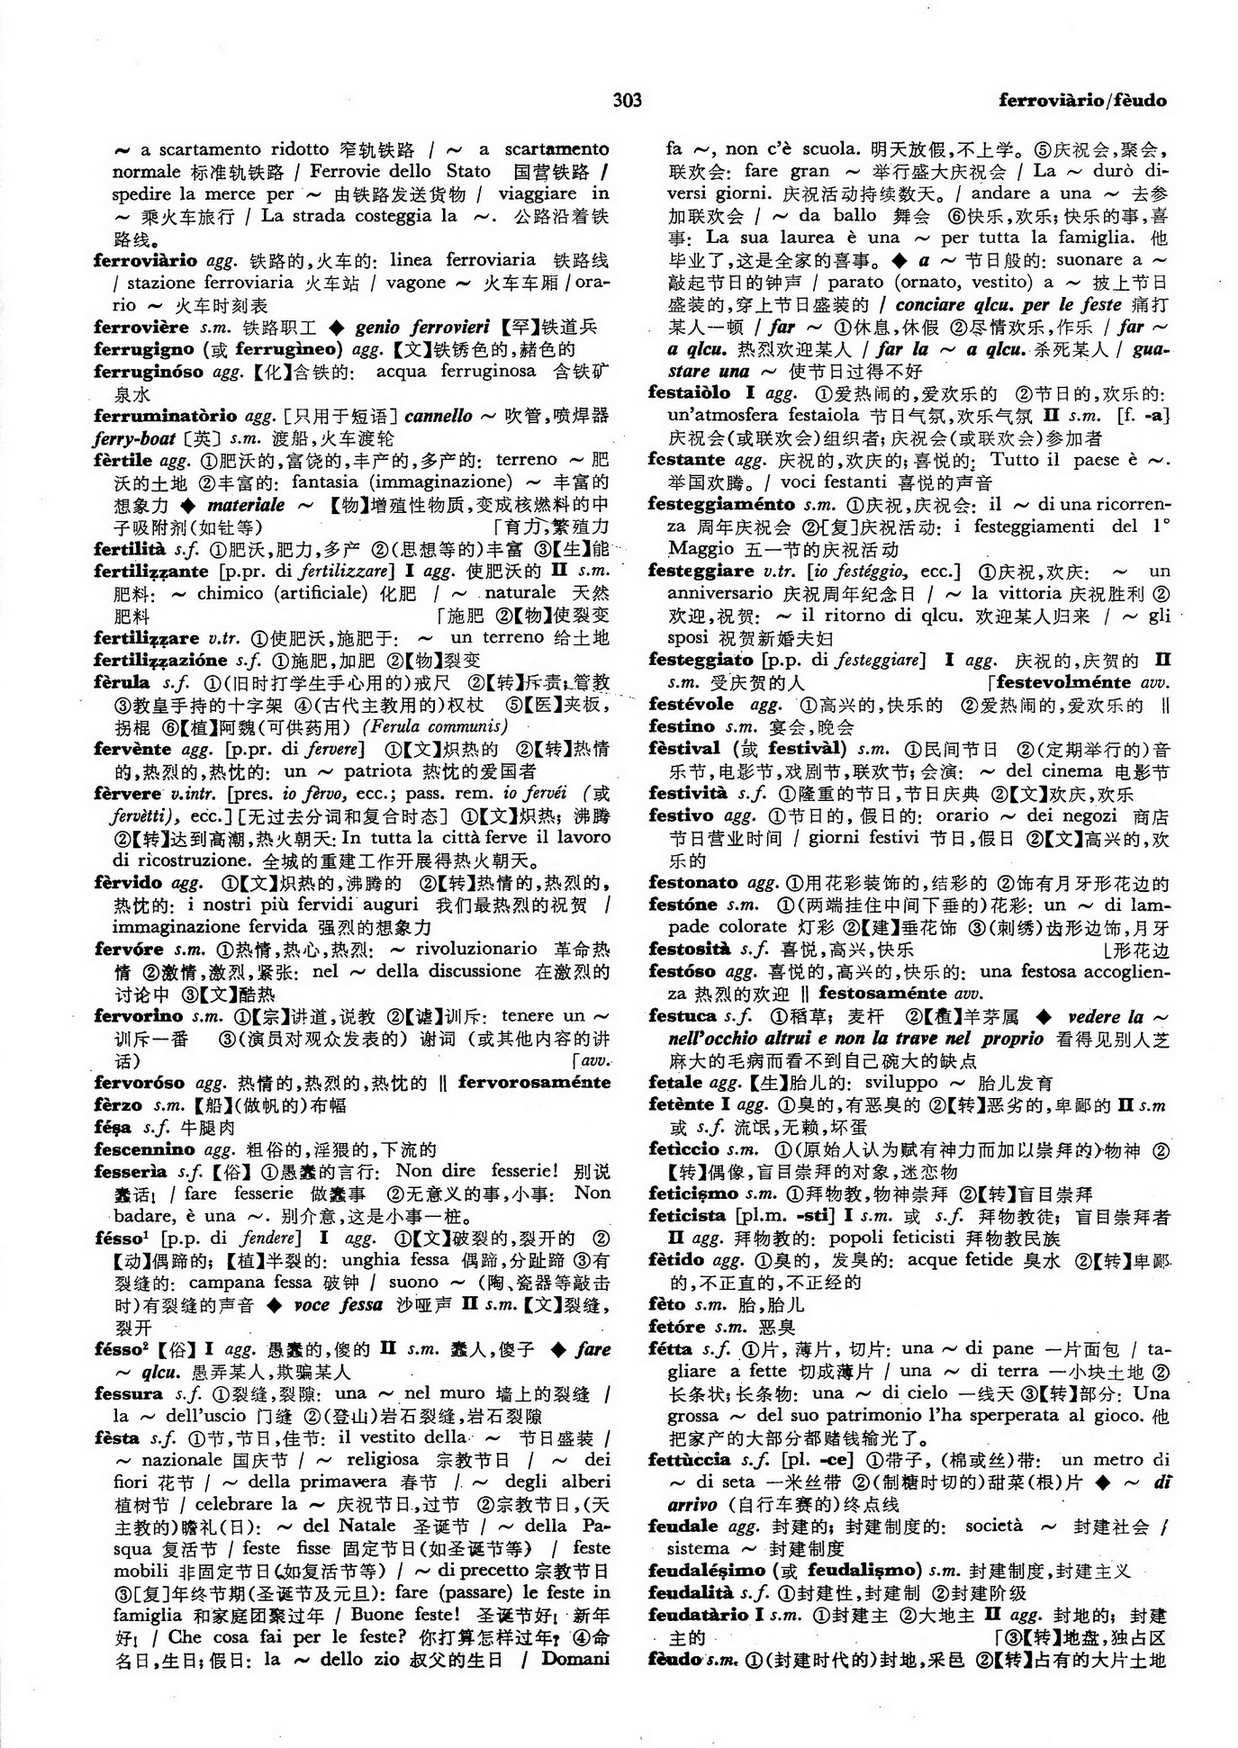 303
ferroviàrio/fèudo
~ a scartamento ridotto 窄轨铁路 / ~ a scartamento
normale 标准轨铁路 / Ferrovie dello Stato 国营铁路 /
spedire la merce per ~ 由铁路发送货物 / viaggiare in
~ 乘火车旅行 / La strada costeggia la ~. 公路沿着铁
路线。
ferroviàrio agg. 铁路的,火车的: linea ferroviaria 铁路线
/ stazione ferroviaria 火车站 / vagone ~ 火车车厢 / ora-
rio ~ 火车时刻表
ferrovière s.m. 铁路职工 ◆ genio ferrovieri【罕】铁道兵
ferrugigno (或 ferrugìneo) agg.【文】铁锈色的,赭色的
ferruginóso agg.【化】含铁的: acqua ferruginosa 含铁矿
泉水
ferruminatòrio agg. [只用于短语] cannello ~ 吹管,喷焊器
ferry-boat [英] s.m. 渡船,火车渡轮
fèrtile agg. ①肥沃的,富饶的,丰产的,多产的: terreno ~ 肥
沃的土地 ②丰富的: fantasia (immaginazione) ~ 丰富的
想象力 ◆ materiale ~ 【物】增殖性物质,变成核燃料的中
子吸附剂(如钍等) 「育力;繁殖力
fertilità s.f. ①肥沃,肥力,多产 ②(思想等的)丰富 ③【生】能
fertiliẓẓante [p.pr. di fertilizzare] I agg. 使肥沃的 II s.m.
肥料: ~ chimico (artificiale) 化肥 / ~ naturale 天然
肥料 「施肥 ②【物】使裂变
fertiliẓẓare v.tr. ①使肥沃,施肥于: ~ un terreno 给土地
fertiliẓẓazióne s.f. ①施肥,加肥 ②【物】裂变
fèrula s.f. ①(旧时打学生手心用的)戒尺 ②【转】斥责;管教
③教皇手持的十字架 ④(古代主教用的)权杖 ⑤【医】夹板,
拐棍 ⑥【植】阿魏(可供药用) (Ferula communis)
fervènte agg. [p.pr. di fervere] ①【文】炽热的 ②【转】热情
的,热烈的,热忱的: un ~ patriota 热忱的爱国者
fèrvere v.intr. [pres. io fèrvo, ecc.; pass. rem. io fervéi (或
fervètti), ecc.] [无过去分词和复合时态] ①【文】炽热; 沸腾
②【转】达到高潮,热火朝天: In tutta la città ferve il lavoro
di ricostruzione. 全城的重建工作开展得热火朝天。
fèrvido agg. ①【文】炽热的,沸腾的 ②【转】热情的,热烈的,
热忱的: i nostri più fervidi auguri 我们最热烈的祝贺 /
immaginazione fervida 强烈的想象力
fervóre s.m. ①热情,热心,热烈: ~ rivoluzionario 革命热
情 ②激情,激烈,紧张: nel ~ della discussione 在激烈的
讨论中 ③【文】酷热
fervorino s.m. ①【宗】讲道,说教 ②【谑】训斥: tenere un ~
训斥一番 ③(演员对观众发表的) 谢词 (或其他内容的讲
话) 「avv.
fervoróso agg. 热情的,热烈的,热忱的 ‖ fervorosaménte
fèrzo s.m.【船】(做帆的)布幅
féṣa s.f. 牛腿肉
fescennino agg. 粗俗的,淫猥的,下流的
fesserìa s.f.【俗】①愚蠢的言行: Non dire fesserie! 别说
蠢话! / fare fesserie 做蠢事 ②无意义的事,小事: Non
badare, è una ~. 别介意,这是小事一桩。
fésso¹ [p.p. di fendere] I agg. ①【文】破裂的,裂开的 ②
【动】偶蹄的;【植】半裂的: unghia fessa 偶蹄,分趾蹄 ③有
裂缝的: campana fessa 破钟 / suono ~ (陶、瓷器等敲击
时)有裂缝的声音 ◆ voce fessa 沙哑声 II s.m.【文】裂缝,
裂开
fésso²【俗】I agg. 愚蠢的,傻的 II s.m. 蠢人,傻子 ◆ fare
~ qlcu. 愚弄某人,欺骗某人
fessura s.f. ①裂缝,裂隙: una ~ nel muro 墙上的裂缝 /
la ~ dell'uscio 门缝 ②(登山)岩石裂缝,岩石裂隙
fèsta s.f. ①节,节日,佳节: il vestito della ~ 节日盛装 /
~ nazionale 国庆节 / ~ religiosa 宗教节日 / ~ dei
fiori 花节 / ~ della primavera 春节 / ~ degli alberi
植树节 / celebrare la ~ 庆祝节日,过节 ②宗教节日,(天
主教的)瞻礼(日): ~ del Natale 圣诞节 / ~ della Pa-
squa 复活节 / feste fisse 固定节日(如圣诞节等) / feste
mobili 非固定节日(如复活节等) / ~ di precetto 宗教节日
③[复]年终节期(圣诞节及元旦): fare (passare) le feste in
famiglia 和家庭团聚过年 / Buone feste! 圣诞节好! 新年
好! / Che cosa fai per le feste? 你打算怎样过年? ④命
名日,生日;假日: la ~ dello zio 叔父的生日 / Domani
fa ~, non c'è scuola. 明天放假,不上学。 ⑤庆祝会,聚会,
联欢会: fare gran ~ 举行盛大庆祝会 / La ~ durò di-
versi giorni. 庆祝活动持续数天。 / andare a una ~ 去参
加联欢会 / ~ da ballo 舞会 ⑥快乐,欢乐; 快乐的事,喜
事: La sua laurea è una ~ per tutta la famiglia. 他
毕业了,这是全家的喜事。 ◆ a ~ 节日般的: suonare a ~
敲起节日的钟声 / parato (ornato, vestito) a ~ 披上节日
盛装的,穿上节日盛装的 / conciare qlcu. per le feste 痛打
某人一顿 / far ~ ①休息,休假 ②尽情欢乐,作乐 / far ~
a qlcu. 热烈欢迎某人 / far la ~ a qlcu. 杀死某人 / gua-
stare una ~ 使节日过得不好
festaiòlo I agg. ①爱热闹的,爱欢乐的 ②节日的,欢乐的:
un'atmosfera festaiola 节日气氛,欢乐气氛 II s.m. [f. -a]
庆祝会(或联欢会)组织者; 庆祝会(或联欢会)参加者
festante agg. 庆祝的,欢庆的; 喜悦的: Tutto il paese è ~.
举国欢腾。 / voci festanti 喜悦的声音
festeggiaménto s.m. ①庆祝,庆祝会: il ~ di una ricorren-
za 周年庆祝会 ②[复]庆祝活动: i festeggiamenti del 1°
Maggio 五一节的庆祝活动
festeggiare v.tr. [io festéggio, ecc.] ①庆祝,欢庆: ~ un
anniversario 庆祝周年纪念日 / ~ la vittoria 庆祝胜利 ②
欢迎,祝贺: ~ il ritorno di qlcu. 欢迎某人归来 / ~ gli
sposi 祝贺新婚夫妇
festeggiato [p.p. di festeggiare] I agg. 庆祝的,庆贺的 II
s.m. 受庆贺的人 「festevolménte avv.
festévole agg. ①高兴的,快乐的 ②爱热闹的,爱欢乐的 ‖
festino s.m. 宴会,晚会
fèstival (或 festivàl) s.m. ①民间节日 ②(定期举行的)音
乐节,电影节,戏剧节,联欢节; 会演: ~ del cinema 电影节
festività s.f. ①隆重的节日,节日庆典 ②【文】欢庆,欢乐
festivo agg. ①节日的, 假日的: orario ~ dei negozi 商店
节日营业时间 / giorni festivi 节日,假日 ②【文】高兴的,欢
乐的
festonato agg. ①用花彩装饰的,结彩的 ②饰有月牙形花边的
festóne s.m. ①(两端挂住中间下垂的)花彩: un ~ di lam-
pade colorate 灯彩 ②【建】垂花饰 ③(刺绣)齿形边饰,月牙
festosità s.f. 喜悦,高兴,快乐 ⌊形花边
festóso agg. 喜悦的,高兴的,快乐的: una festosa accoglien-
za 热烈的欢迎 ‖ festosaménte avv.
festuca s.f. ①稻草; 麦秆 ②【植】羊茅属 ◆ vedere la ~
nell'occhio altrui e non la trave nel proprio 看得见别人芝
麻大的毛病而看不到自己碗大的缺点
fetale agg.【生】胎儿的: sviluppo ~ 胎儿发育
fetènte I agg. ①臭的,有恶臭的 ②【转】恶劣的,卑鄙的 II s.m
或 s.f. 流氓,无赖,坏蛋
fetìccio s.m. ①(原始人认为赋有神力而加以崇拜的)物神 ②
【转】偶像,盲目崇拜的对象,迷恋物
feticiṣmo s.m. ①拜物教,物神崇拜 ②【转】盲目崇拜
feticista [pl.m. -sti] I s.m. 或 s.f. 拜物教徒; 盲目崇拜者
II agg. 拜物教的: popoli feticisti 拜物教民族
fètido agg. ①臭的, 发臭的: acque fetide 臭水 ②【转】卑鄙
的,不正直的,不正经的
fèto s.m. 胎,胎儿
fetóre s.m. 恶臭
fétta s.f. ①片, 薄片, 切片: una ~ di pane 一片面包 / ta-
gliare a fette 切成薄片 / una ~ di terra 一小块土地 ②
长条状; 长条物: una ~ di cielo 一线天 ③【转】部分: Una
grossa ~ del suo patrimonio l'ha sperperata al gioco. 他
把家产的大部分都赌钱输光了。
fettùccia s.f. [pl. -ce] ①带子, (棉或丝)带: un metro di
~ di seta 一米丝带 ②(制糖时切的)甜菜(根)片 ◆ ~ di
arrivo (自行车赛的)终点线
feudale agg. 封建的; 封建制度的: società ~ 封建社会 /
sistema ~ 封建制度
feudaléṣimo (或 feudaliṣmo) s.m. 封建制度,封建主义
feudalità s.f. ①封建性,封建制 ②封建阶级
feudatàrio I s.m. ①封建主 ②大地主 II agg. 封地的; 封建
主的 「③【转】地盘,独占区
fèudo s.m. ①(封建时代的)封地,采邑 ②【转】占有的大片土地